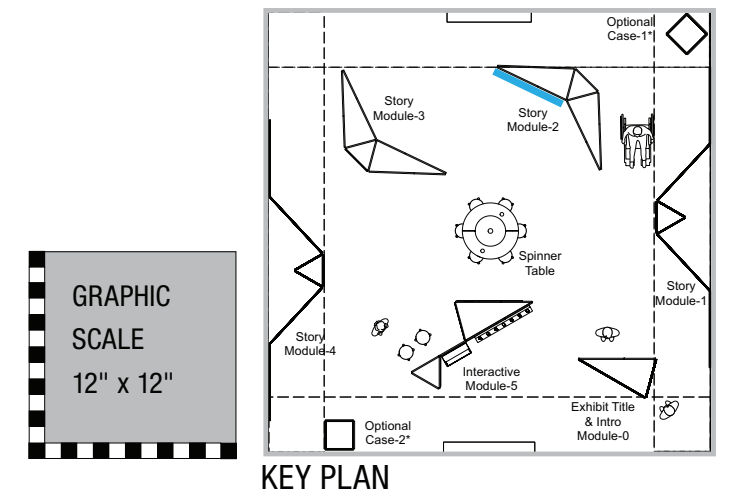 Optional
Case-1*
Story
Module-3
Story
Module-2
Spinner
Table
GRAPHIC
SCALE
12" x 12"
Story
Module-1
Story
Module-4
Interactive
Module-5
Exhibit Title
& Intro
Module-0
Optional
Case-2*
KEY PLAN